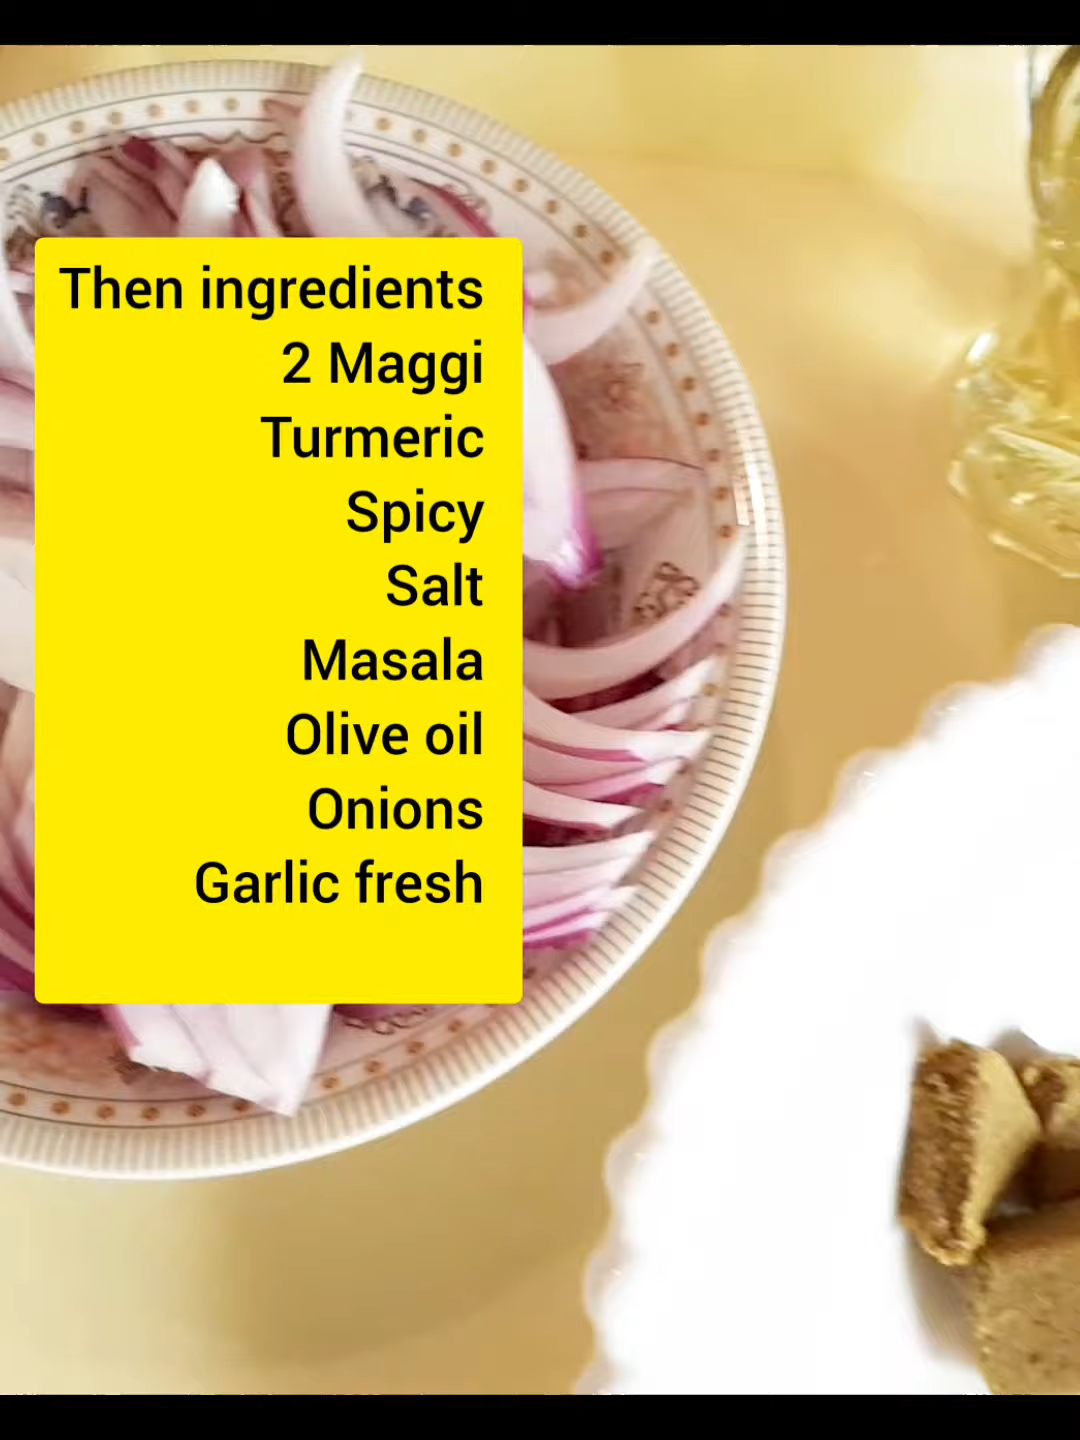 Then ingredients
2 Maggi
Turmeric
Spicy
Salt
Masala
Olive oil
Onions
Garlic fresh